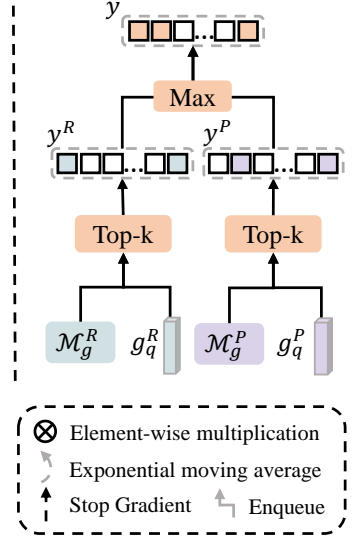 y
...
Max
y^R y^P
... ...
Top-k Top-k
ℳ_g^R g_q^R ℳ_g^P g_q^P
Element-wise multiplication
Exponential moving average
Stop Gradient Enqueue